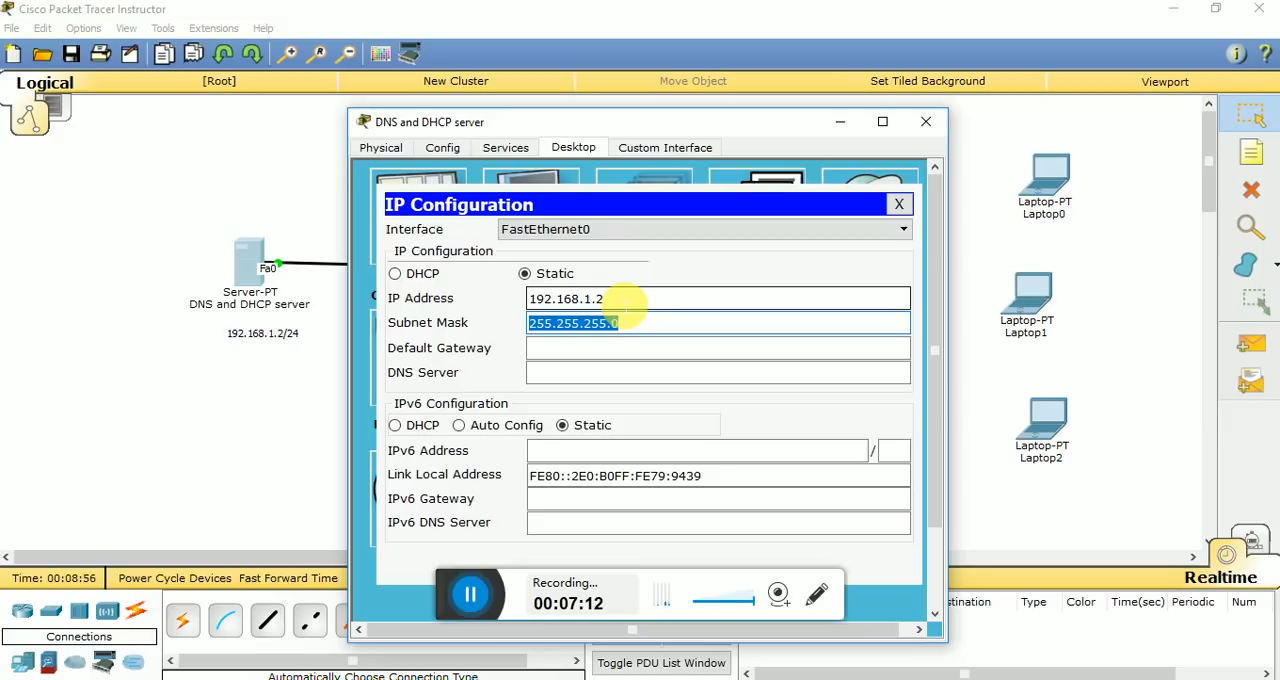 Cisco Packet Tracer Instructor
File Edit Options View Tools Extensions Help
Logical [Root] New Cluster Move Object Set Tiled Background Viewport
DNS and DHCP server
Physical Config Services Desktop Custom Interface
IP Configuration X
Interface FastEthernet0
IP Configuration
DHCP Static
IP Address 192.168.1.2
Subnet Mask 255.255.255.0
Default Gateway
DNS Server
IPv6 Configuration
DHCP Auto Config Static
IPv6 Address /
Link Local Address FE80::2E0:B0FF:FE79:9439
IPv6 Gateway
IPv6 DNS Server
Fa0
Server-PT
DNS and DHCP server
192.168.1.2/24
Laptop-PT
Laptop0
Laptop-PT
Laptop1
Laptop-PT
Laptop2
Recording...
00:07:12
Time: 00:08:56 Power Cycle Devices Fast Forward Time
Realtime
Connections
Automatically Choose Connection Type
Toggle PDU List Window
Type Color Time(sec) Periodic Num